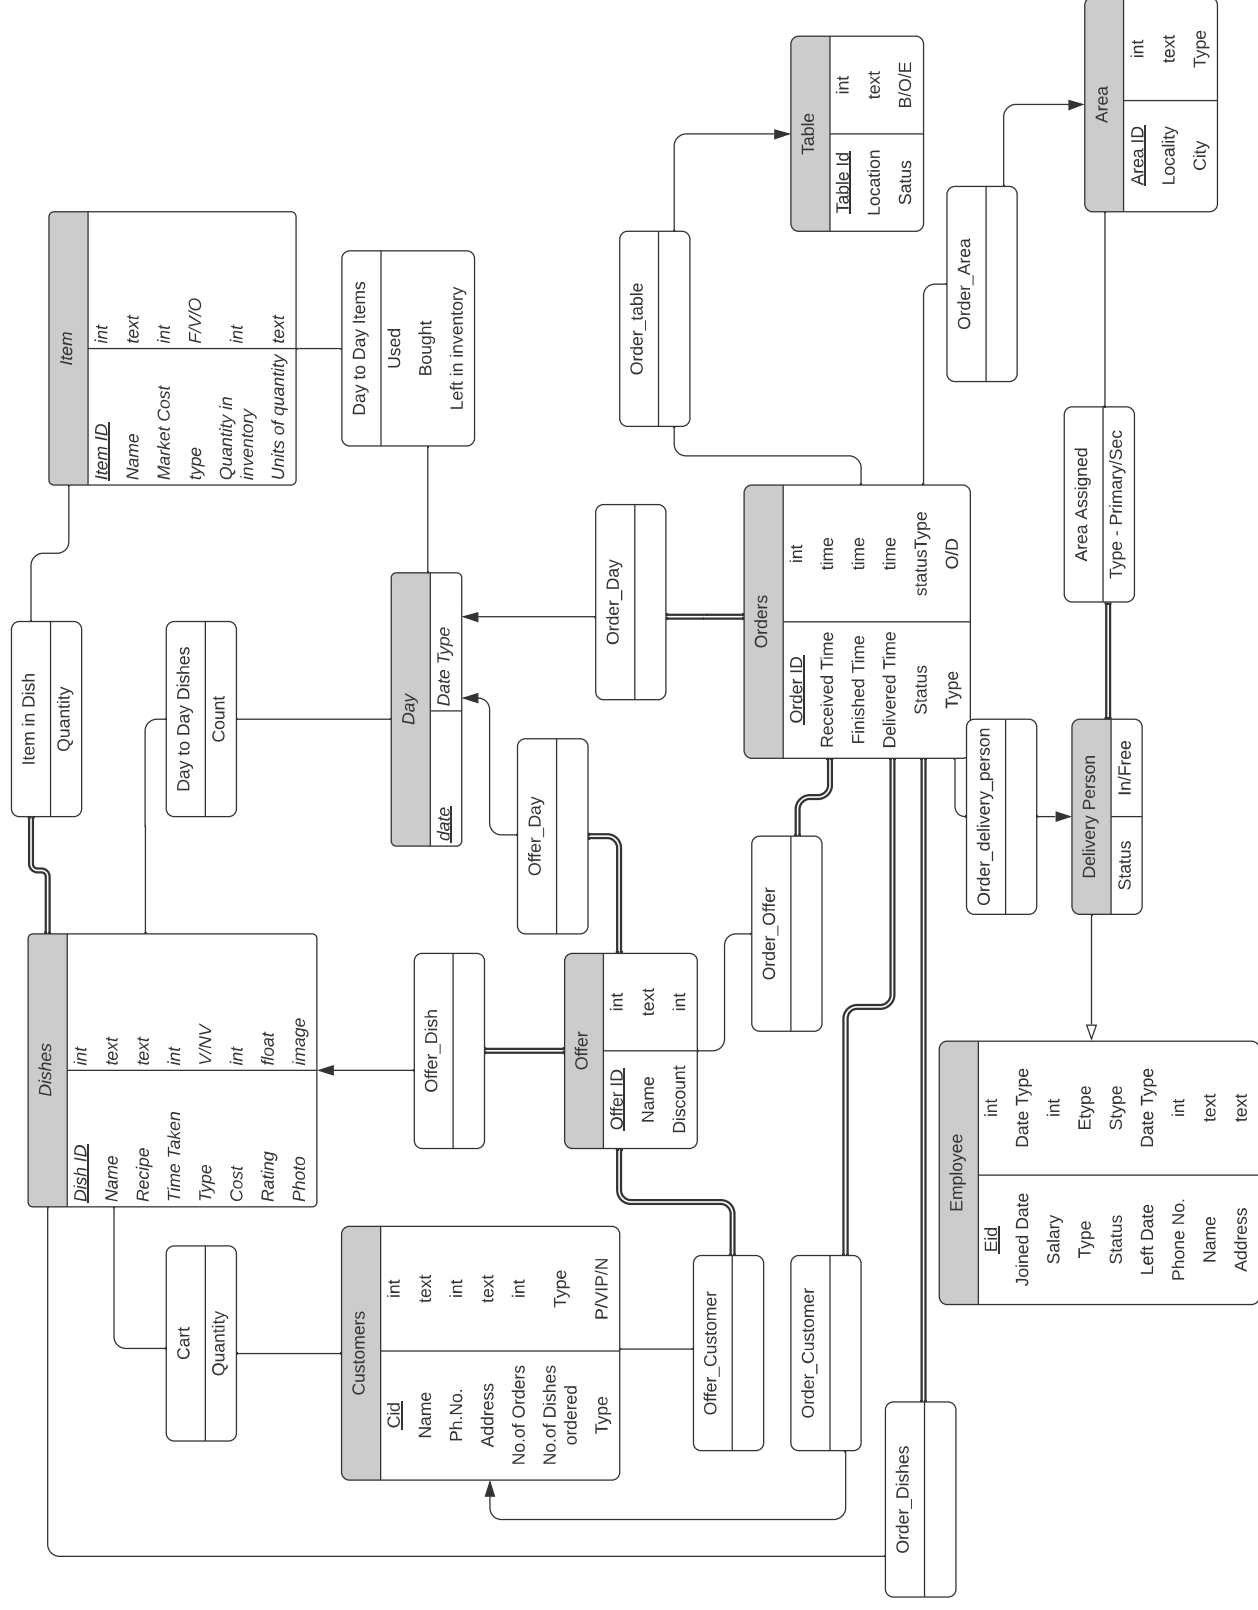 Item in Dish
Quantity
Dishes
Dish ID int
Name text
Recipe text
Time Taken int
Type V/NV
Cost int
Rating float
Photo image
Item
Item ID int
Name text
Market Cost int
type F/V/O
Quantity in
inventory int
Units of quantity text
Cart
Quantity
Day to Day Dishes
Count
Customers
Cid int
Name text
Ph.No. int
Address text
No.of Orders int
No.of Dishes
ordered Type
Type P/VIP/N
Day to Day Items
Used
Bought
Left in inventory
Day
date Date Type
Offer_Dish
Offer_Day
Offer
Offer ID int
Name text
Discount int
Order_Day
Order_table
Offer_Customer
Orders
Order ID int
Received Time time
Finished Time time
Delivered Time time
Status statusType
Type O/D
Order_Offer
Order_Customer
Table
Table Id int
Location text
Satus B/O/E
Order_Dishes
Employee
Eid int
Joined Date Date Type
Salary int
Type Etype
Status Stype
Left Date Date Type
Phone No. int
Name text
Address text
Order_Area
Order_delivery_person
Area Assigned
Type - Primary/Sec
Delivery Person
Status In/Free
Area
Area ID int
Locality text
City Type